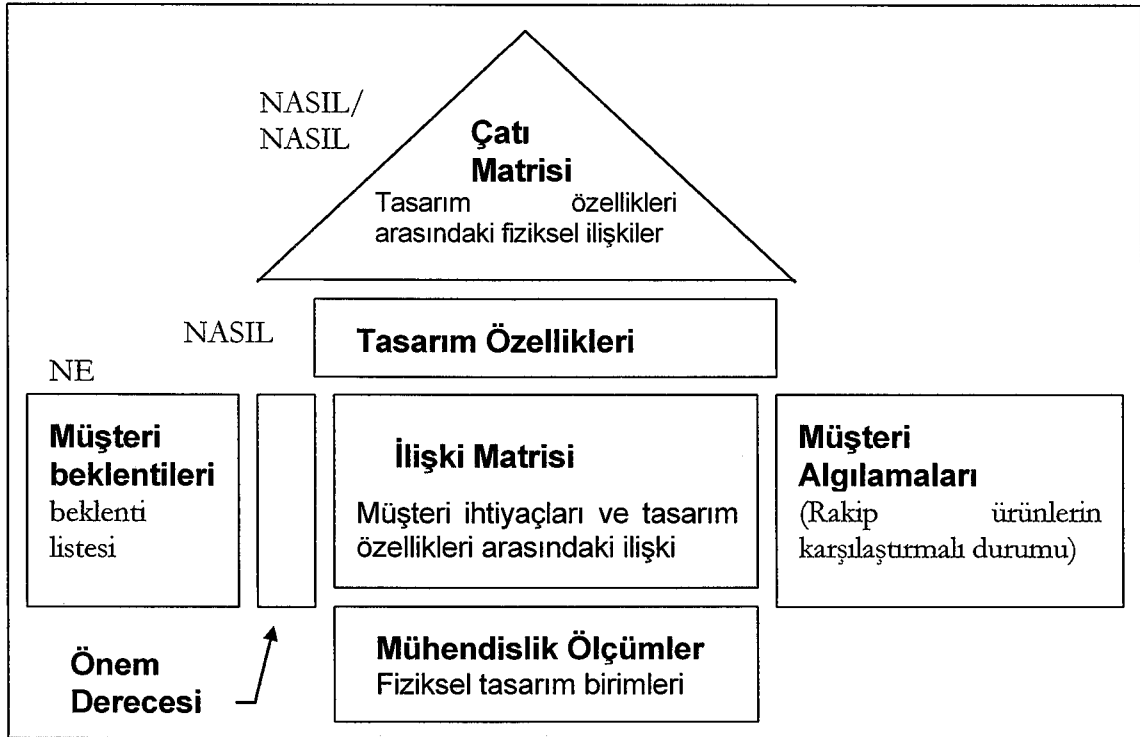 NASIL/
NASIL
Çatı
Matrisi
Tasarım özellikleri
arasındaki fiziksel ilişkiler
NASIL
Tasarım Özellikleri
NE
Müşteri
beklentileri
beklenti
listesi
İlişki Matrisi
Müşteri ihtiyaçları ve tasarım
özellikleri arasındaki ilişki
Müşteri
Algılamaları
(Rakip ürünlerin
karşılaştırmalı durumu)
Önem
Derecesi
Mühendislik Ölçümler
Fiziksel tasarım birimleri